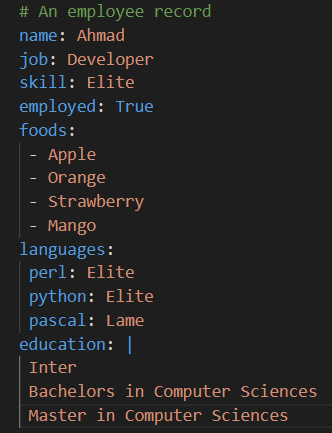 # An employee record
name: Ahmad
job: Developer
skill: Elite
employed: True
foods:
- Apple
- Orange
- Strawberry
- Mango
languages:
perl: Elite
python: Elite
pascal: Lame
education: |
Inter
Bachelors in Computer Sciences
Master in Computer Sciences